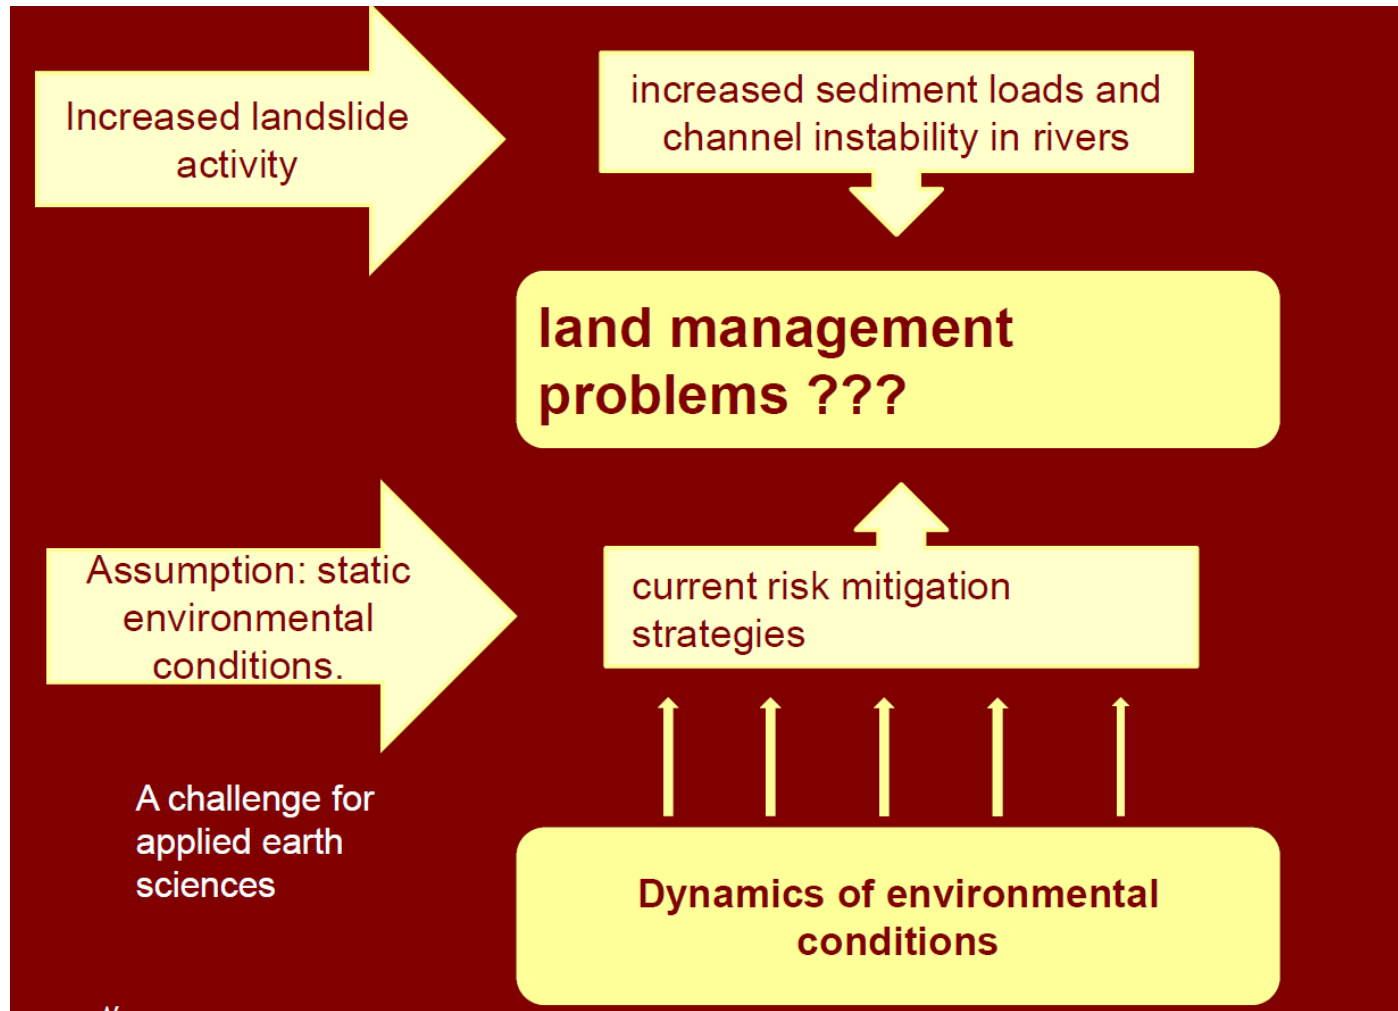 Increased landslide
activity
increased sediment loads and
channel instability in rivers
land management
problems ???
Assumption: static
environmental
conditions.
current risk mitigation
strategies
A challenge for
applied earth
sciences
Dynamics of environmental
conditions